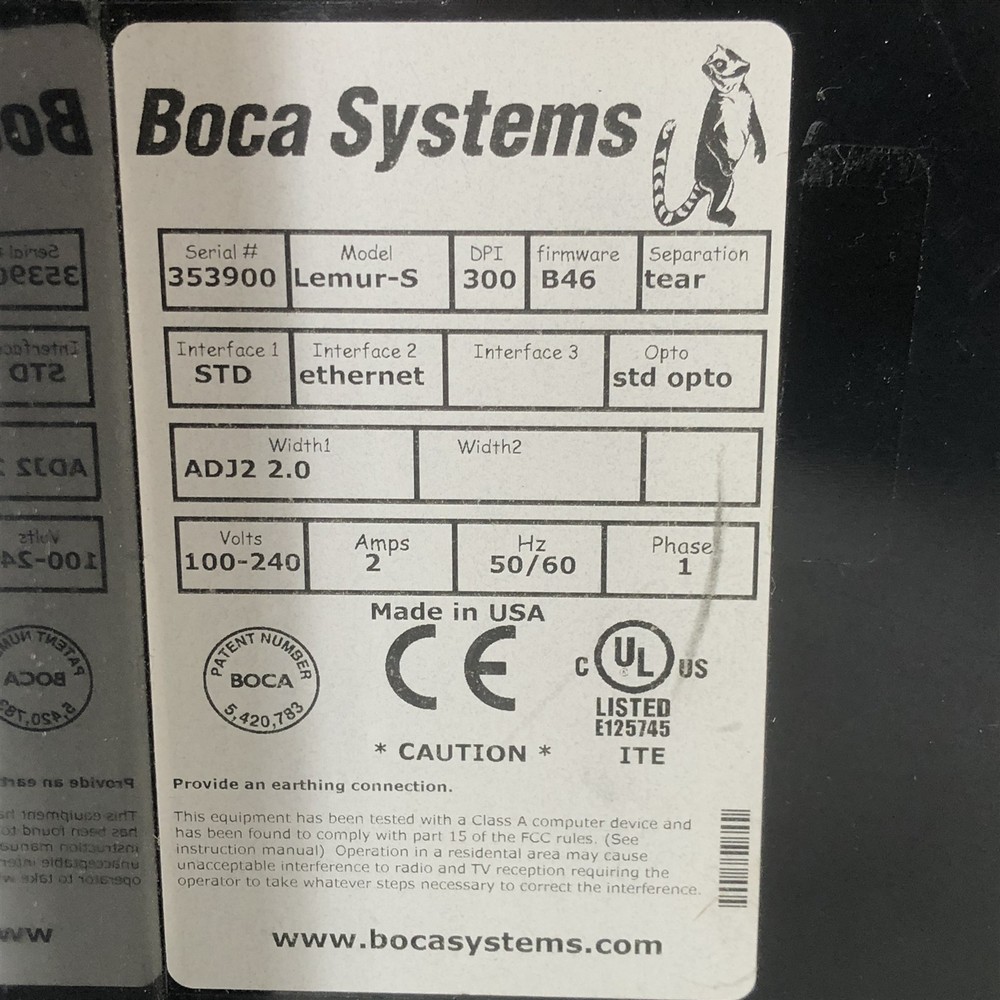 Boca Systems
Serial # Model DPI firmware Separation
353900 Lemur-S 300 B46 tear
Interface 1 Interface 2 Interface 3 Opto
STD ethernet std opto
Width1 Width2
ADJ2 2.0
Volts Amps Hz Phase
100-240 2 50/60 1
Made in USA
PATENT NUMBER
BOCA
5,420,783
CE
C UL US
LISTED
E125745
ITE
* CAUTION *
Provide an earthing connection.
This equipment has been tested with a Class A computer device and
has been found to comply with part 15 of the FCC rules. (See
instruction manual) Operation in a residental area may cause
unacceptable interference to radio and TV reception requiring the
operator to take whatever steps necessary to correct the interference.
www.bocasystems.com